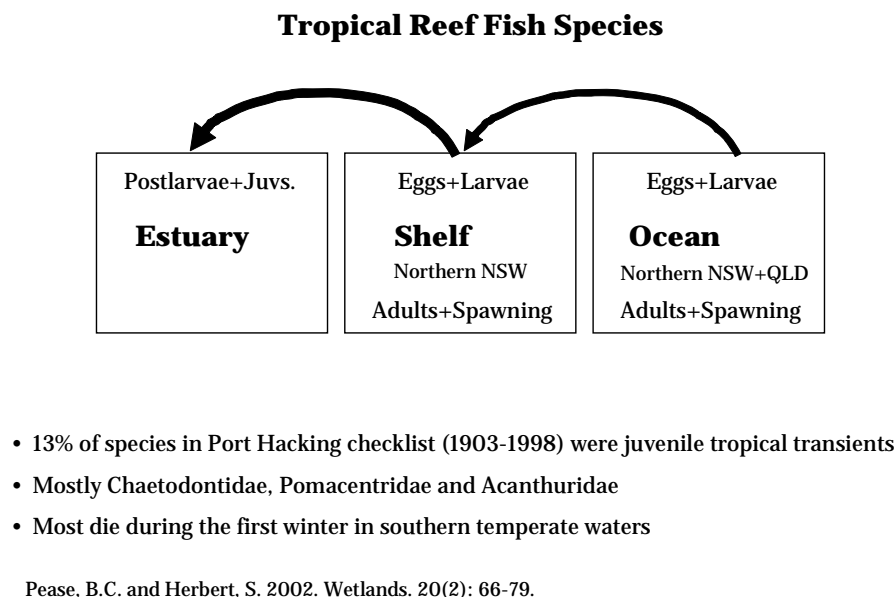 Tropical Reef Fish Species
Postlarvae+Juvs.
Estuary
Eggs+Larvae
Shelf
Northern NSW
Adults+Spawning
Eggs+Larvae
Ocean
Northern NSW+QLD
Adults+Spawning
• 13% of species in Port Hacking checklist (1903-1998) were juvenile tropical transients
• Mostly Chaetodontidae, Pomacentridae and Acanthuridae
• Most die during the first winter in southern temperate waters
Pease, B.C. and Herbert, S. 2002. Wetlands. 20(2): 66-79.